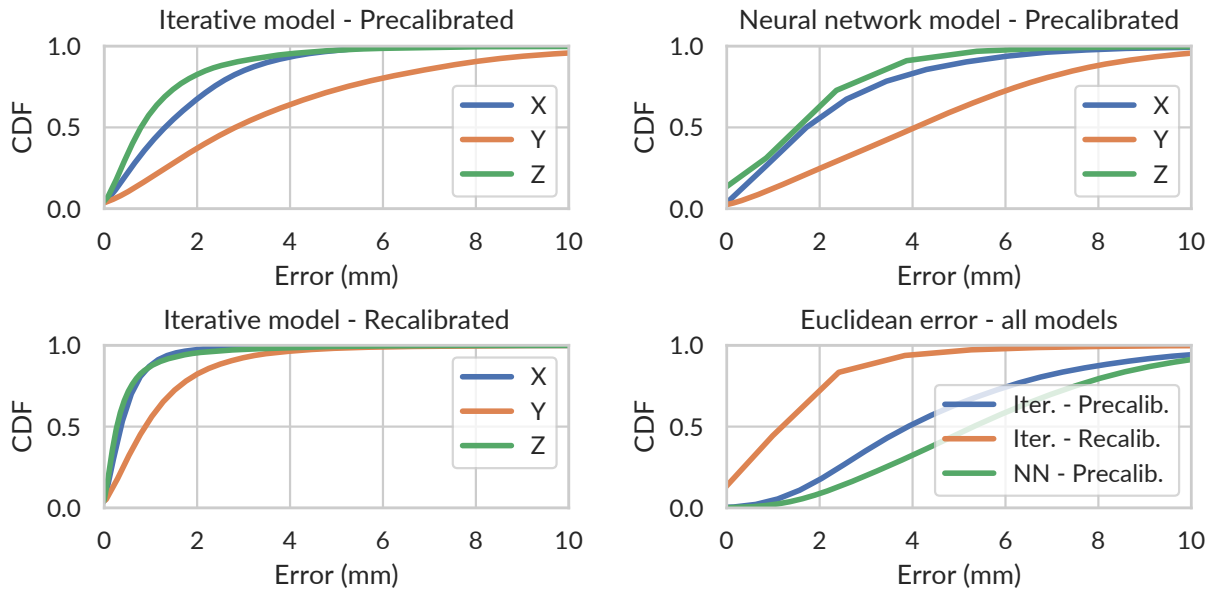 Iterative model - Precalibrated
CDF
1.0
0.5
0.0
X
Y
Z
0 2 4 6 8 10
Error (mm)
Neural network model - Precalibrated
CDF
1.0
0.5
0.0
X
Y
Z
0 2 4 6 8 10
Error (mm)
Iterative model - Recalibrated
CDF
1.0
0.5
0.0
X
Y
Z
0 2 4 6 8 10
Error (mm)
Euclidean error - all models
CDF
1.0
0.5
0.0
Iter. - Precalib.
Iter. - Recalib.
NN - Precalib.
0 2 4 6 8 10
Error (mm)